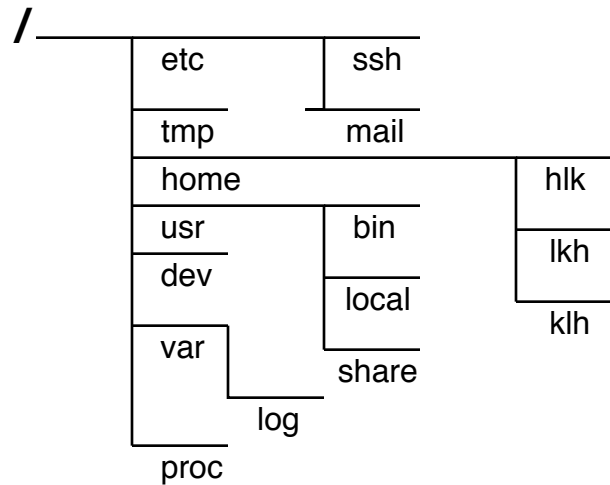 /
etc ssh
tmp mail
home hlk
usr bin
lkh
dev
local
klh
var
share
log
proc